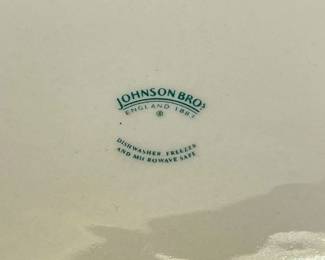 JOHNSON BROS
ENGLAND 1883
®
DISHWASHER FREEZER
AND MICROWAVE SAFE